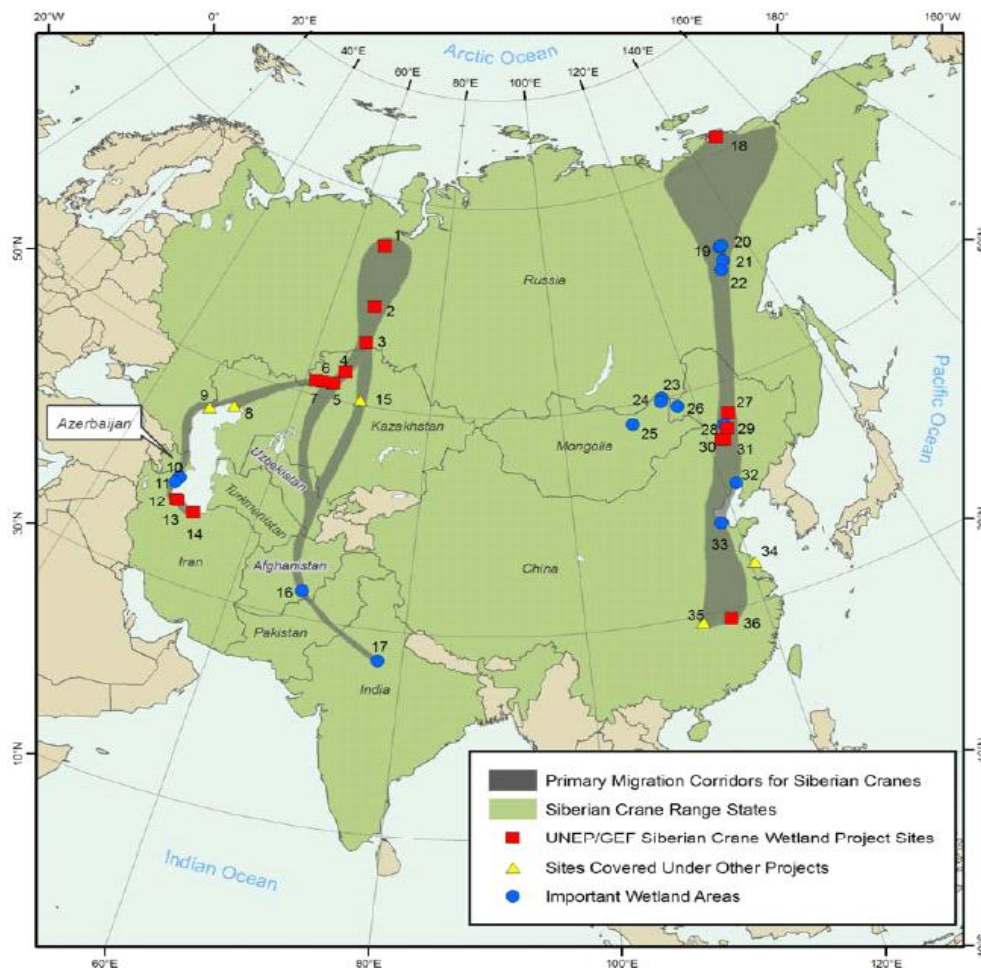 20°W
0°
20°E
160°E
180°
160°W
Arctic Ocean
40°E
140°E
60°E
80°E
100°E
120°E
18
50°N
1
20
19
21
22
2
Russia
3
4
6
7
5
15
9
8
Azerbaijan
Kazakhstan
23
24
26
25
27
28
29
30
31
Mongolia
Pacific Ocean
Uzbekistan
10
11
12
13
14
Turkmenistan
32
30°N
33
34
Iran
Afghanistan
China
16
35
36
Pakistan
17
India
10°N
Primary Migration Corridors for Siberian Cranes
Siberian Crane Range States
UNEP/GEF Siberian Crane Wetland Project Sites
Sites Covered Under Other Projects
Important Wetland Areas
Indian Ocean
60°E
80°E
100°E
120°E